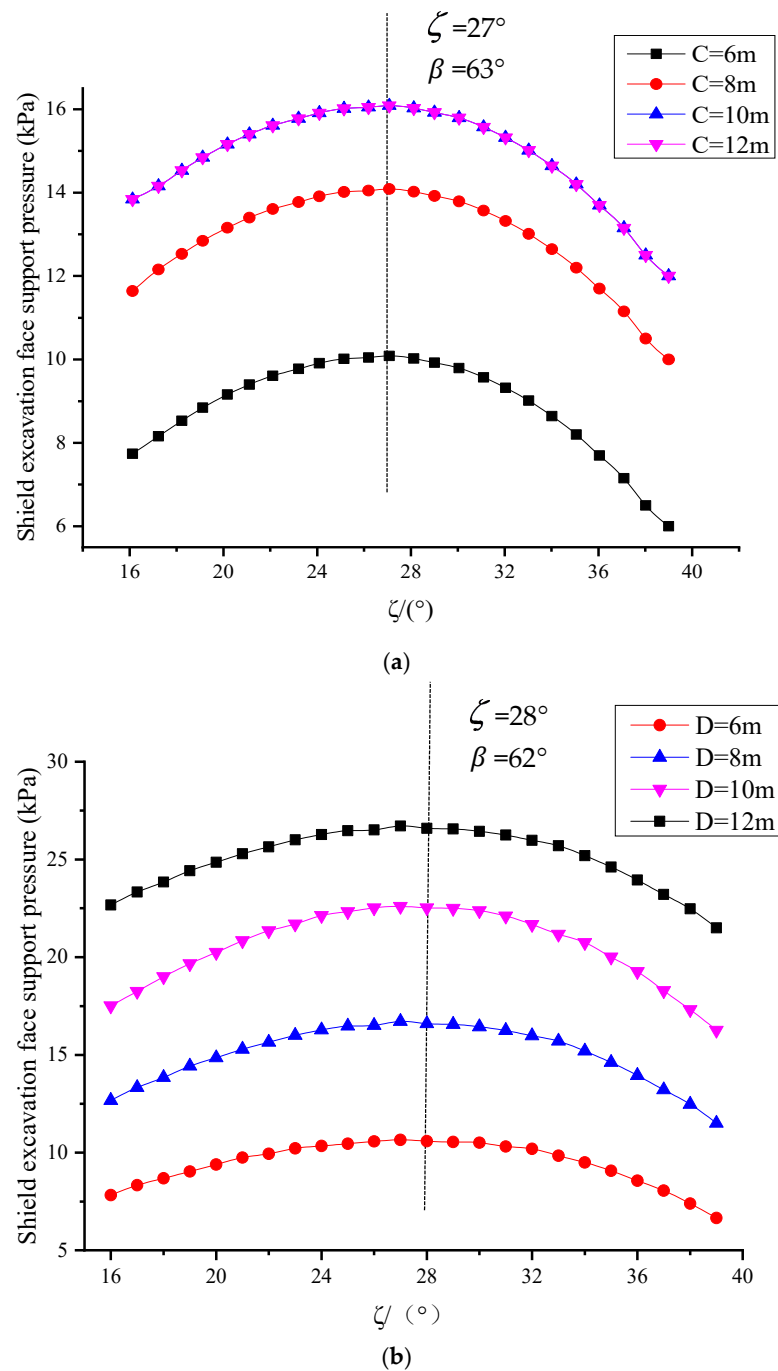 ζ =27°
β =63°
C=6m
C=8m
C=10m
C=12m
Shield excavation face support pressure (kPa)
16
14
12
10
8
6
16 20 24 28 32 36 40
ζ/(°)
(a)
ζ =28°
β =62°
D=6m
D=8m
D=10m
D=12m
Shield excavation face support pressure (kPa)
30
25
20
15
10
5
16 20 24 28 32 36 40
ζ/（°）
(b)